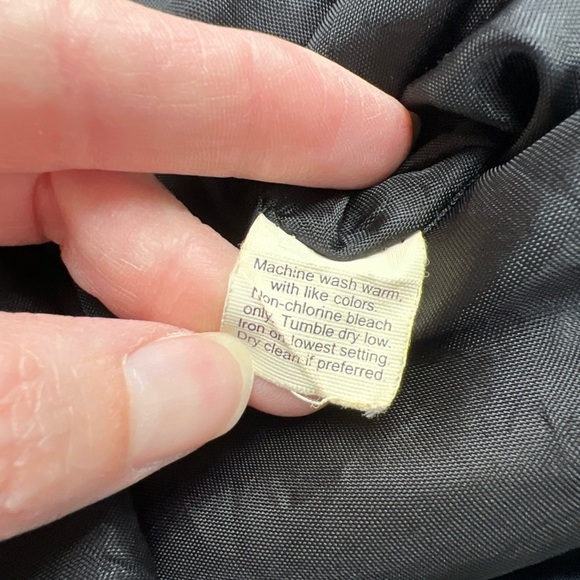 Machine wash warm,
with like colors.
Non-chlorine bleach
only. Tumble dry low.
Iron on lowest setting.
Dry clean if preferred.